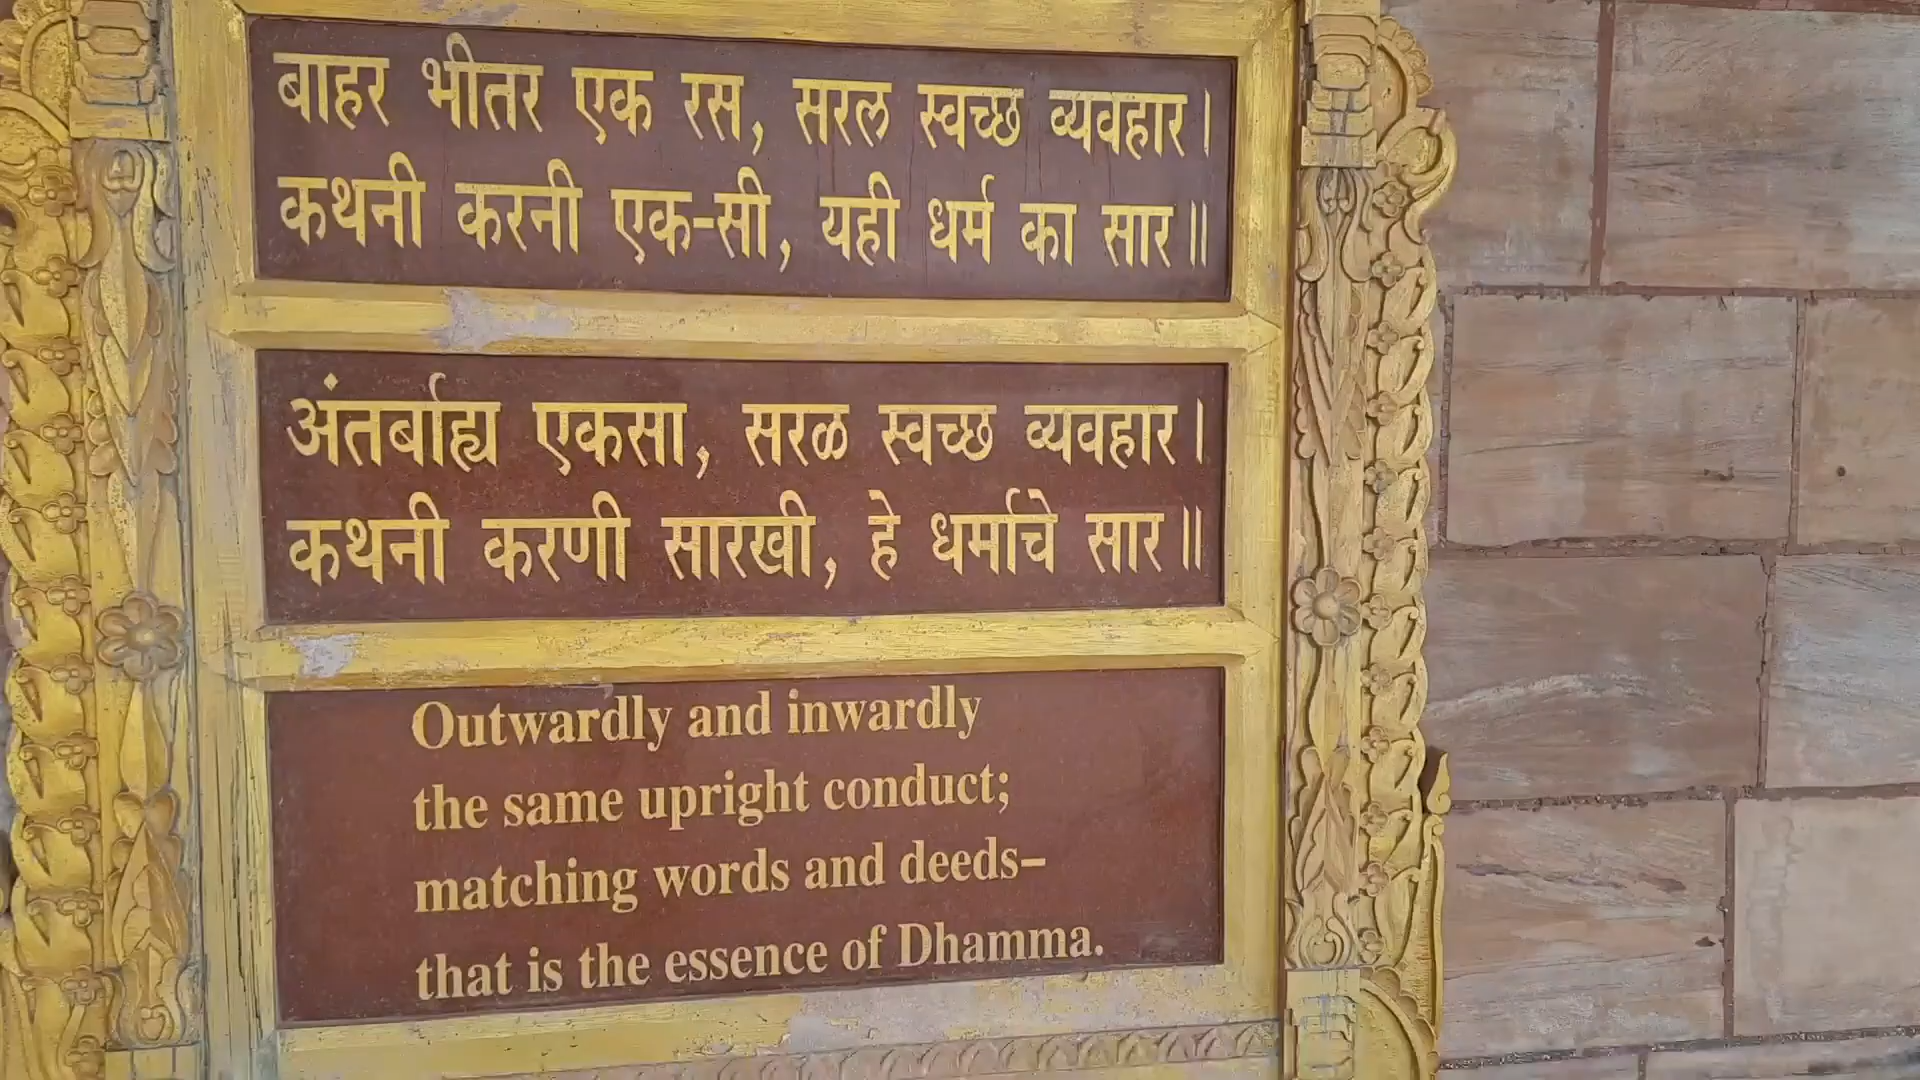 बाहर भीतर एक रस, सरल स्वच्छ व्यवहार।
कथनी करनी एक-सी, यही धर्म का सार॥
अंतर्बाह्य एकसा, सरळ स्वच्छ व्यवहार।
कथनी करणी सारखी, हे धर्माचे सार॥
Outwardly and inwardly
the same upright conduct;
matching words and deeds–
that is the essence of Dhamma.